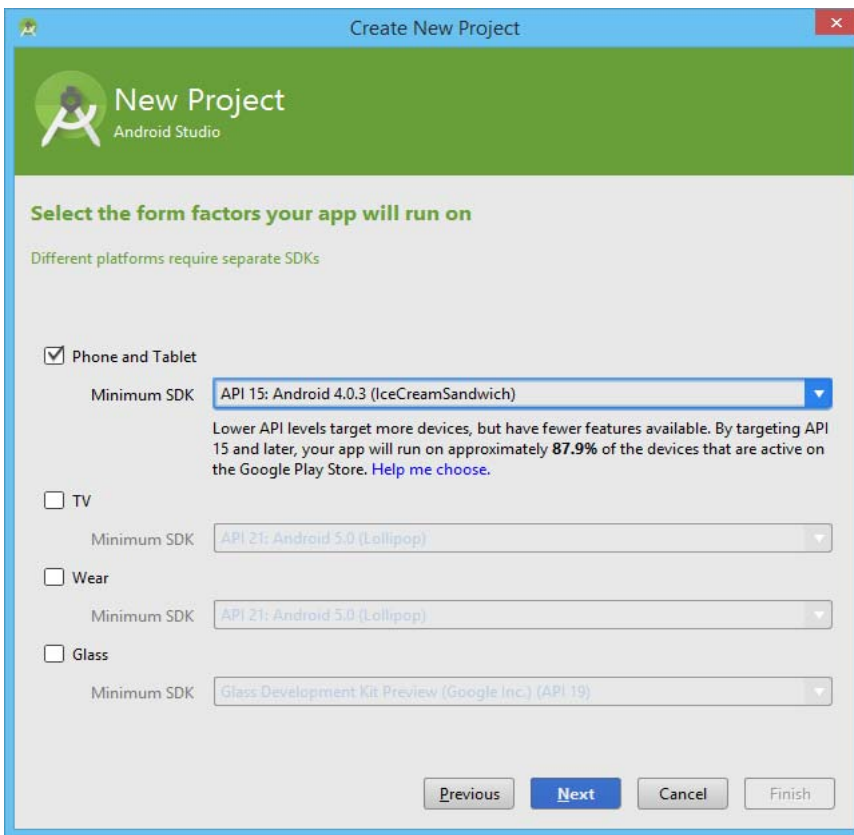 Create New Project
New Project
Android Studio
Select the form factors your app will run on
Different platforms require separate SDKs
Phone and Tablet
Minimum SDK API 15: Android 4.0.3 (IceCreamSandwich)
Lower API levels target more devices, but have fewer features available. By targeting API
15 and later, your app will run on approximately 87.9% of the devices that are active on
the Google Play Store. Help me choose.
TV
Minimum SDK API 21: Android 5.0 (Lollipop)
Wear
Minimum SDK API 21: Android 5.0 (Lollipop)
Glass
Minimum SDK Glass Development Kit Preview (Google Inc.) (API 19)
Previous Next Cancel Finish